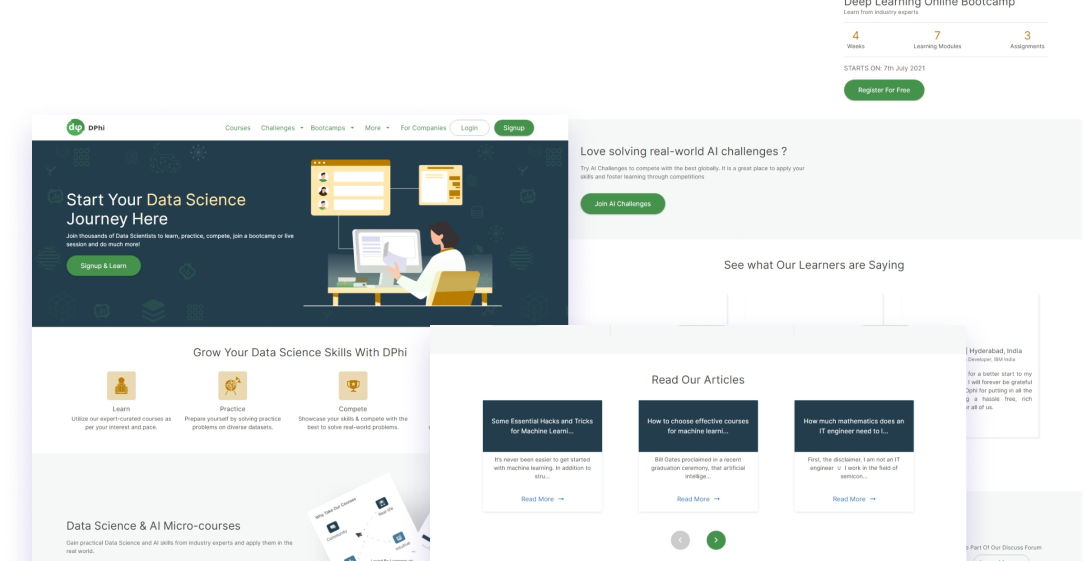 Deep Learning Online Bootcamp
Learn from industry experts
4 7 3
Weeks Learning Modules Assignments
STARTS ON: 7th July 2021
Register For Free
dφ DPhi Courses Challenges Bootcamps More For Companies Login Signup
Start Your Data Science
Journey Here
Join thousands of Data Scientists to learn, practice, compete, join a bootcamp or live
session and do much more!
Signup & Learn
Love solving real-world AI challenges ?
Try AI Challenges to compete with the best globally. It is a great place to apply your
skills and foster learning through competitions
Join AI Challenges
See what Our Learners are Saying
| Hyderabad, India
Developer, IBM India
for a better start to my
I will forever be grateful
Dphi for putting in all the
g a hassle free, rich
r all of us.
Grow Your Data Science Skills With DPhi
Learn
Utilize our expert-curated courses as
per your interest and pace.
Practice
Prepare yourself by solving practice
problems on diverse datasets.
Compete
Showcase your skills & compete with the
best to solve real-world problems.
Read Our Articles
Some Essential Hacks and Tricks
for Machine Learni...
It's never been easier to get started
with machine learning. In addition to
stru...
Read More →
How to choose effective courses
for machine learni...
Bill Gates proclaimed in a recent
graduation ceremony, that artificial
intellige...
Read More →
How much mathematics does an
IT engineer need to l...
First, the disclaimer, I am not an IT
engineer I work in the field of
semicon...
Read More →
Data Science & AI Micro-courses
Gain practical Data Science and AI skills from industry experts and apply them in the
real world.
Why Take Our Courses
Community
Real-life
Intuitive
Part Of Our Discuss Forum